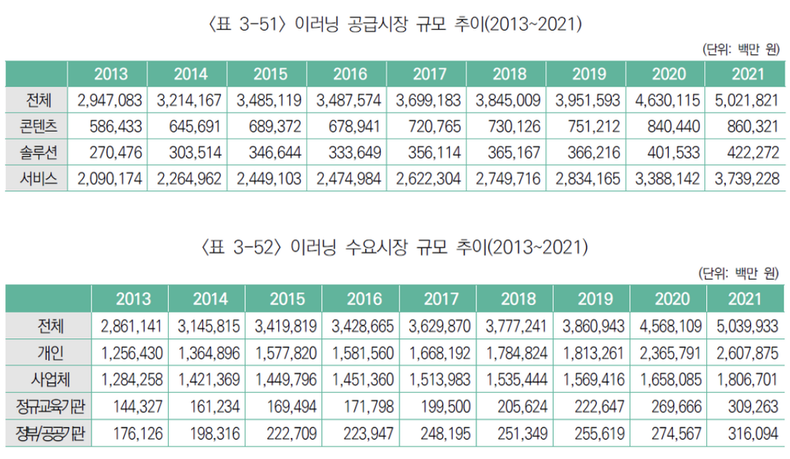 <표 3-51> 이러닝 공급시장 규모 추이(2013~2021)
(단위: 백만 원)
2013 2014 2015 2016 2017 2018 2019 2020 2021
전체 2,947,083 3,214,167 3,485,119 3,487,574 3,699,183 3,845,009 3,951,593 4,630,115 5,021,821
콘텐츠 586,433 645,691 689,372 678,941 720,765 730,126 751,212 840,440 860,321
솔루션 270,476 303,514 346,644 333,649 356,114 365,167 366,216 401,533 422,272
서비스 2,090,174 2,264,962 2,449,103 2,474,984 2,622,304 2,749,716 2,834,165 3,388,142 3,739,228
<표 3-52> 이러닝 수요시장 규모 추이(2013~2021)
(단위: 백만 원)
2013 2014 2015 2016 2017 2018 2019 2020 2021
전체 2,861,141 3,145,815 3,419,819 3,428,665 3,629,870 3,777,241 3,860,943 4,568,109 5,039,933
개인 1,256,430 1,364,896 1,577,820 1,581,560 1,668,192 1,784,824 1,813,261 2,365,791 2,607,875
사업체 1,284,258 1,421,369 1,449,796 1,451,360 1,513,983 1,535,444 1,569,416 1,658,085 1,806,701
정규교육기관 144,327 161,234 169,494 171,798 199,500 205,624 222,647 269,666 309,263
정부/공공기관 176,126 198,316 222,709 223,947 248,195 251,349 255,619 274,567 316,094